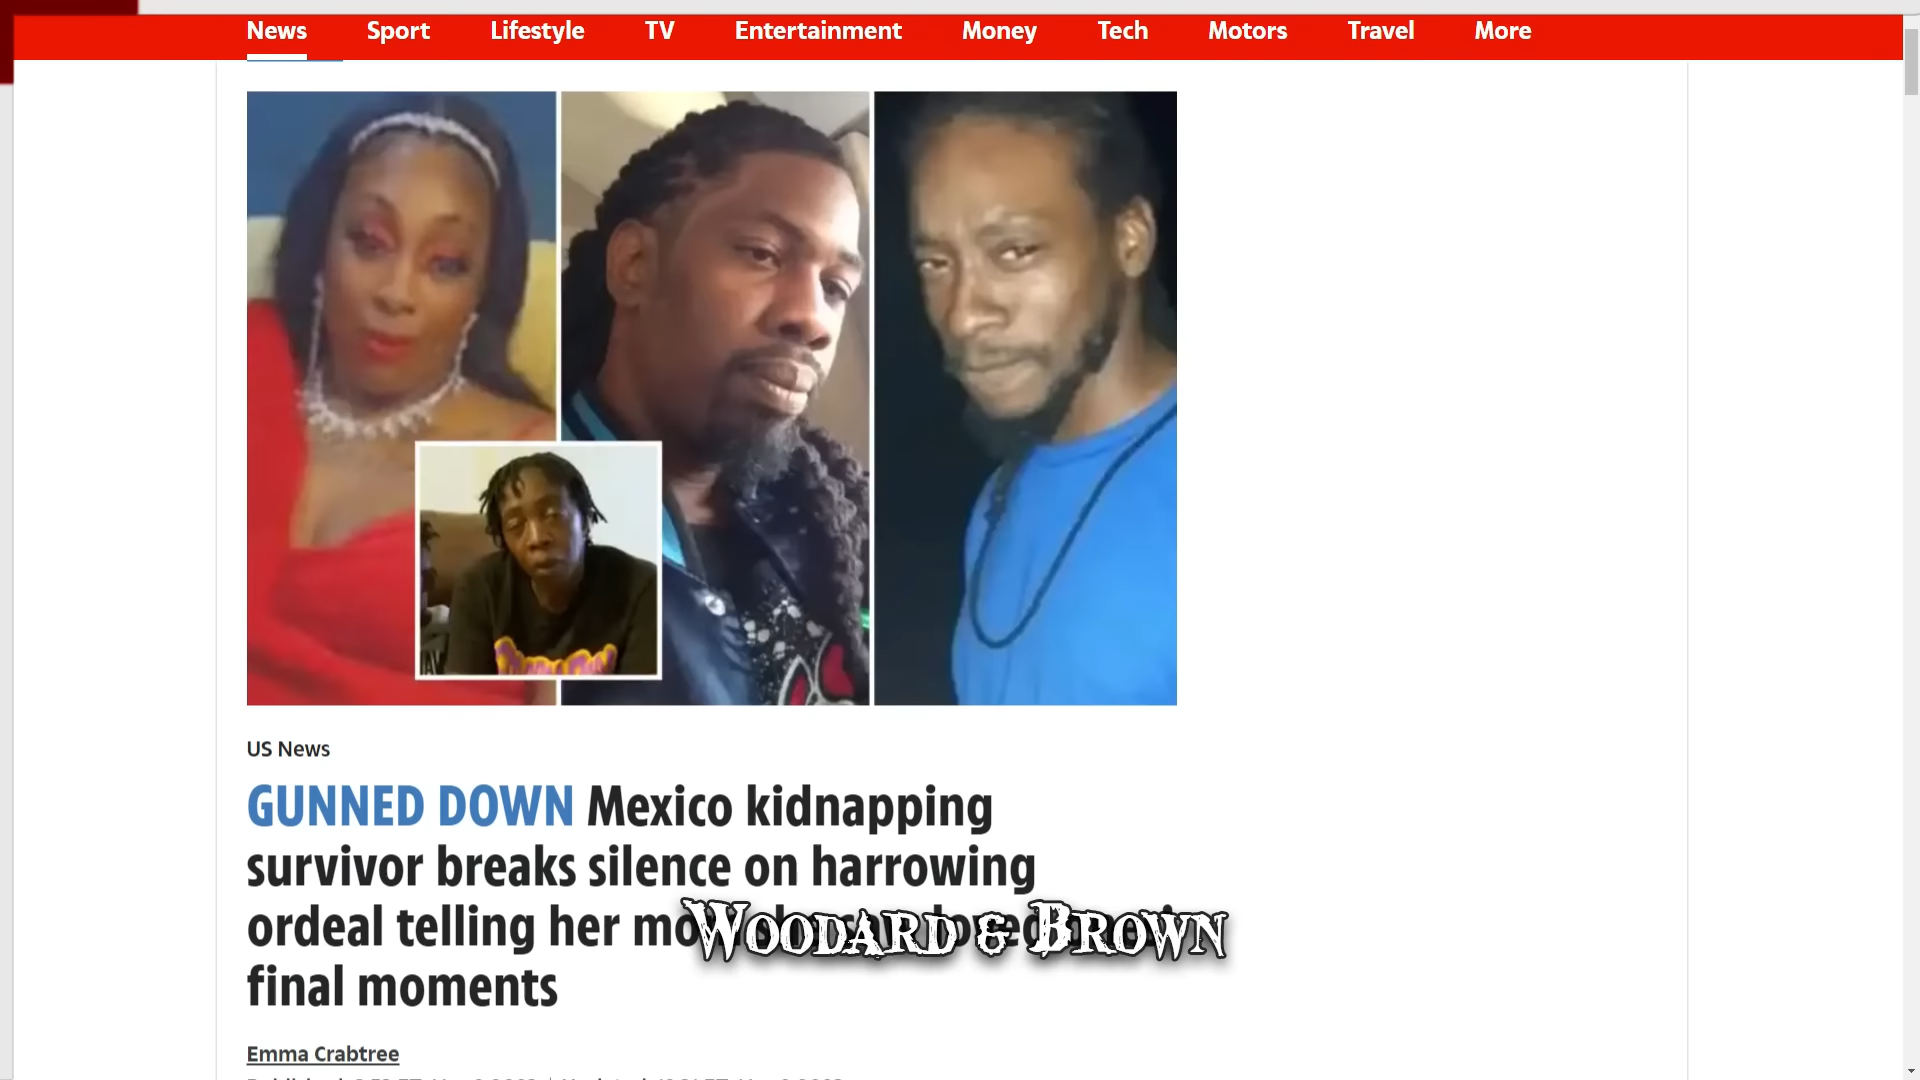 News Sport Lifestyle TV Entertainment Money Tech Motors Travel More
US News
GUNNED DOWN Mexico kidnapping
survivor breaks silence on harrowing
ordeal telling her
Woodard & Brown
final moments
Emma Crabtree